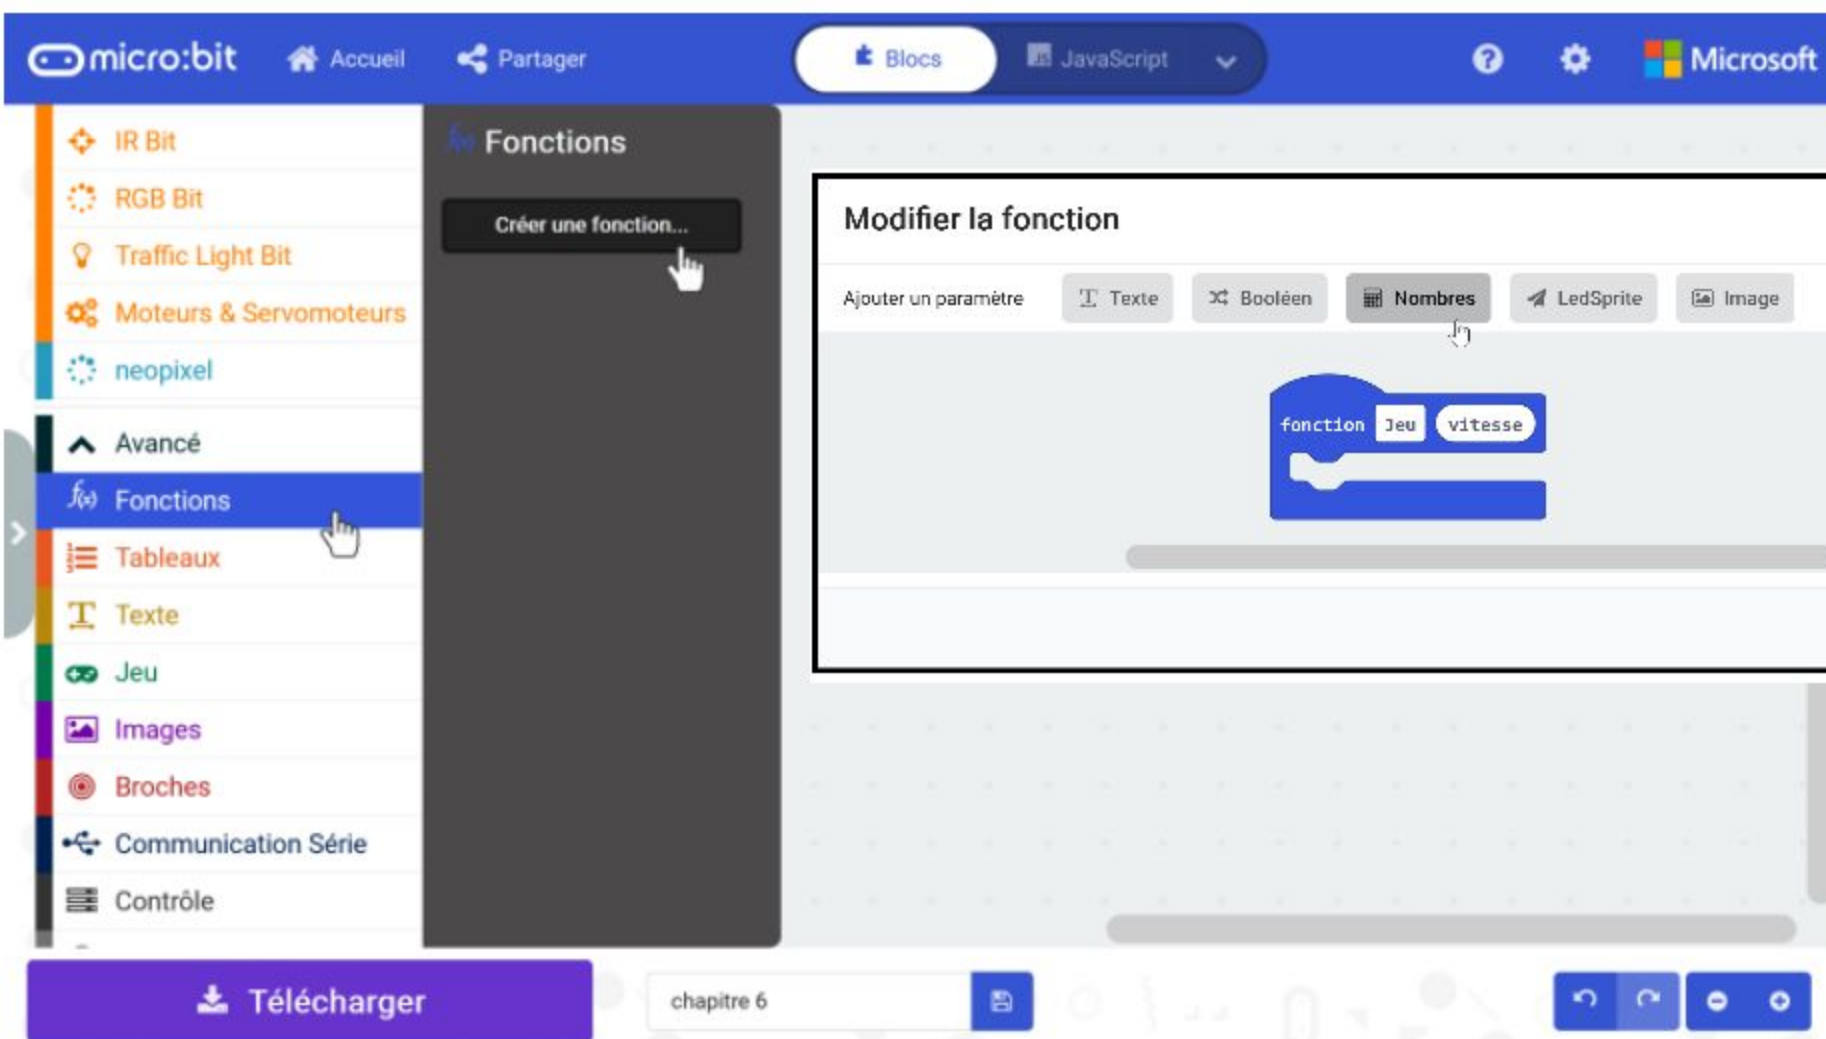 micro:bit Accueil Partager Blocs JavaScript Microsoft
IR Bit
RGB Bit
Traffic Light Bit
Moteurs & Servomoteurs
neopixel
Avancé
Fonctions
Tableaux
Texte
Jeu
Images
Broches
Communication Série
Contrôle
Fonctions
Créer une fonction...
Modifier la fonction
Ajouter un paramètre Texte Booléen Nombres LedSprite Image
fonction Jeu vitesse
Télécharger
chapitre 6